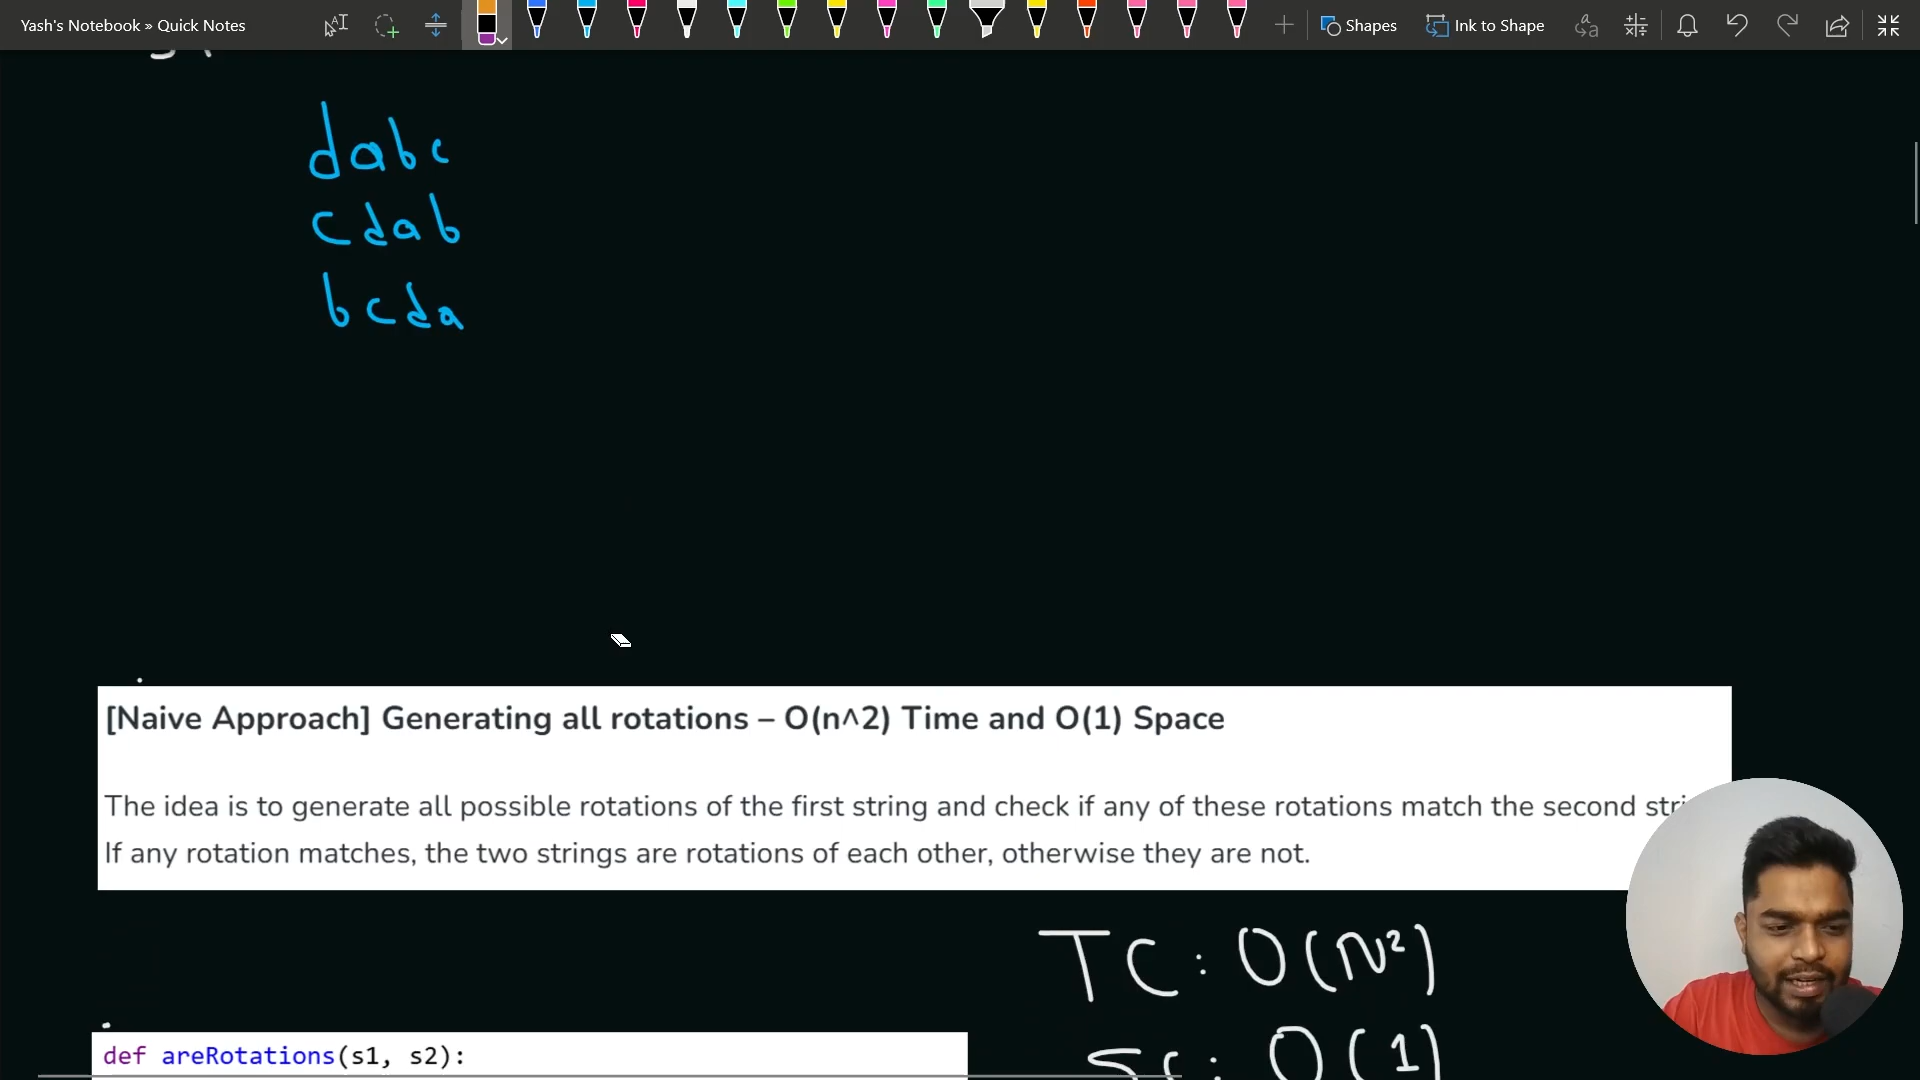 Yash's Notebook » Quick Notes
Shapes
Ink to Shape
dabc
cdab
bcda
[Naive Approach] Generating all rotations – O(n^2) Time and O(1) Space
The idea is to generate all possible rotations of the first string and check if any of these rotations match the second
If any rotation matches, the two strings are rotations of each other, otherwise they are not.
TC: O(N²)
SC: O(1)
def areRotations(s1, s2):